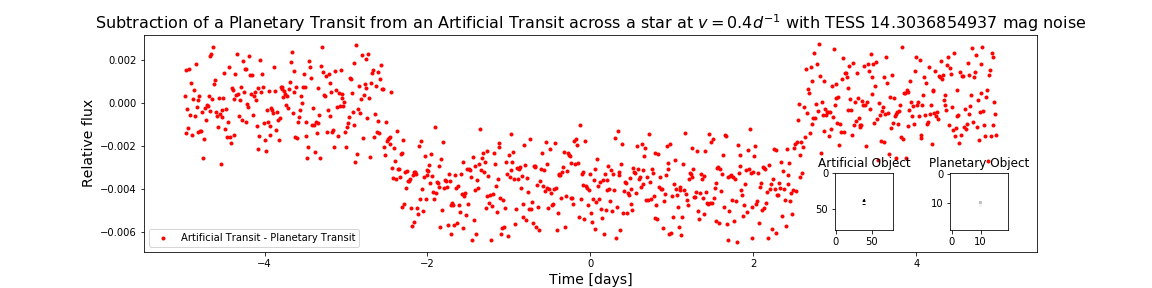 Subtraction of a Planetary Transit from an Artificial Transit across a star at v = 0.4d⁻¹ with TESS 14.3036854937 mag noise
Relative flux
0.002
0.000
−0.002
−0.004
−0.006
Artificial Object
0
50
0 50
Planetary Object
0
10
0 10
Artificial Transit - Planetary Transit
−4 −2 0 2 4
Time [days]